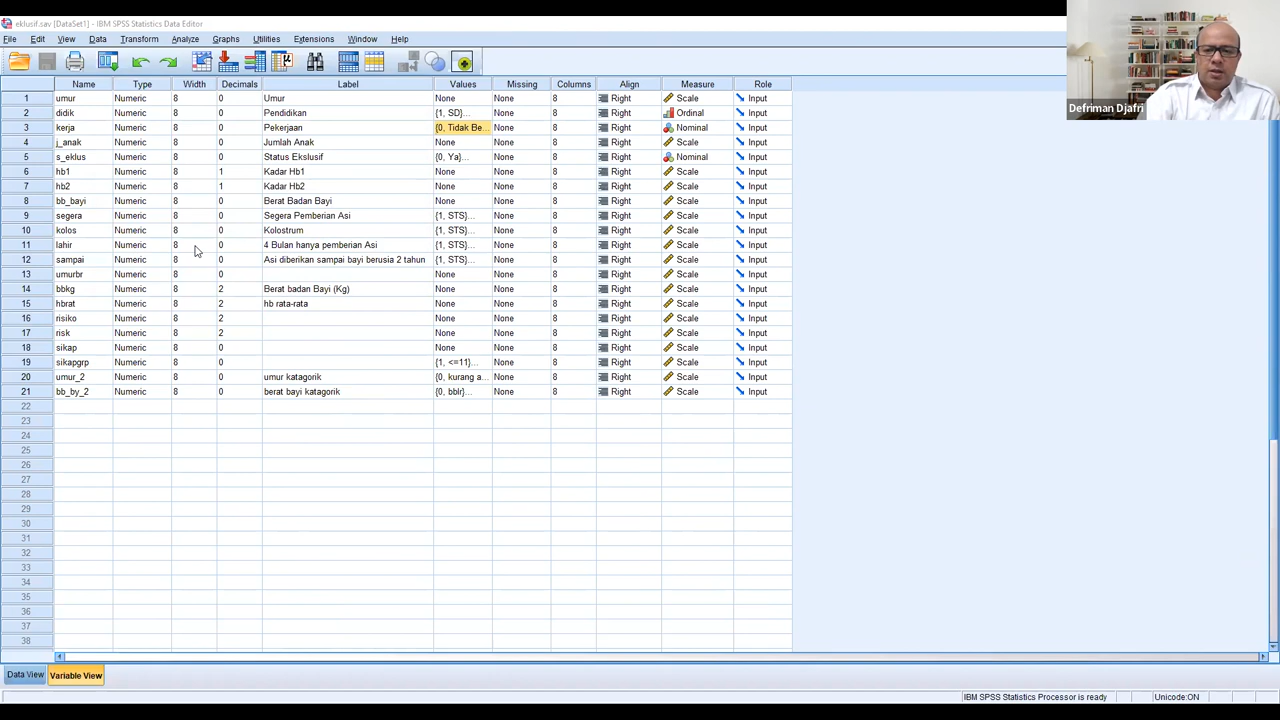 eklusif.sav [DataSet1] - IBM SPSS Statistics Data Editor
File Edit View Data Transform Analyze Graphs Utilities Extensions Window Help
Name Type Width Decimals Label Values Missing Columns Align Measure Role
1 umur Numeric 8 0 Umur None None 8 Right Scale Input
2 didik Numeric 8 0 Pendidikan {1, SD}... None 8 Right Ordinal Input
3 kerja Numeric 8 0 Pekerjaan {0, Tidak Be... None 8 Right Nominal Input
4 j_anak Numeric 8 0 Jumlah Anak None None 8 Right Scale Input
5 s_eklus Numeric 8 0 Status Ekslusif {0, Ya}... None 8 Right Nominal Input
6 hb1 Numeric 8 1 Kadar Hb1 None None 8 Right Scale Input
7 hb2 Numeric 8 1 Kadar Hb2 None None 8 Right Scale Input
8 bb_bayi Numeric 8 0 Berat Badan Bayi None None 8 Right Scale Input
9 segera Numeric 8 0 Segera Pemberian Asi {1, STS}... None 8 Right Scale Input
10 kolos Numeric 8 0 Kolostrum {1, STS}... None 8 Right Scale Input
11 lahir Numeric 8 0 4 Bulan hanya pemberian Asi {1, STS}... None 8 Right Scale Input
12 sampai Numeric 8 0 Asi diberikan sampai bayi berusia 2 tahun {1, STS}... None 8 Right Scale Input
13 umurbr Numeric 8 0 None None 8 Right Scale Input
14 bbkg Numeric 8 2 Berat badan Bayi (Kg) None None 8 Right Scale Input
15 hbrat Numeric 8 2 hb rata-rata None None 8 Right Scale Input
16 risiko Numeric 8 2 None None 8 Right Scale Input
17 risk Numeric 8 2 None None 8 Right Scale Input
18 sikap Numeric 8 0 None None 8 Right Scale Input
19 sikapgrp Numeric 8 0 {1, <=11}... None 8 Right Scale Input
20 umur_2 Numeric 8 0 umur katagorik {0, kurang a... None 8 Right Scale Input
21 bb_by_2 Numeric 8 0 berat bayi katagorik {0, bblr}... None 8 Right Scale Input
22
23
24
25
26
27
28
29
30
31
32
33
34
35
36
37
38
Data View Variable View
IBM SPSS Statistics Processor is ready Unicode:ON
Defriman Djafri